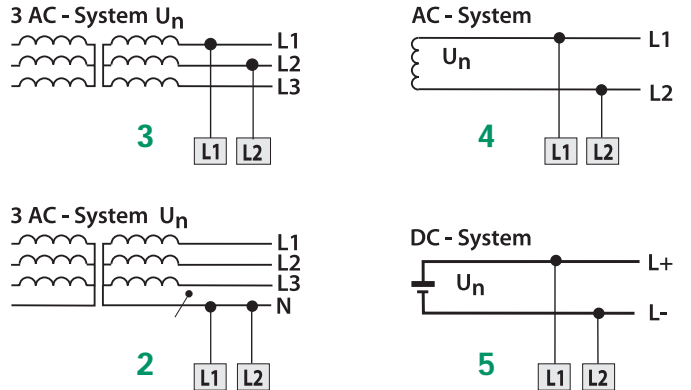 3 AC - System Un
L1
L2
L3
3
L1 L2
AC - System
Un
L1
L2
4
L1 L2
3 AC - System Un
L1
L2
L3
N
2
L1 L2
DC - System
Un
L+
L-
5
L1 L2